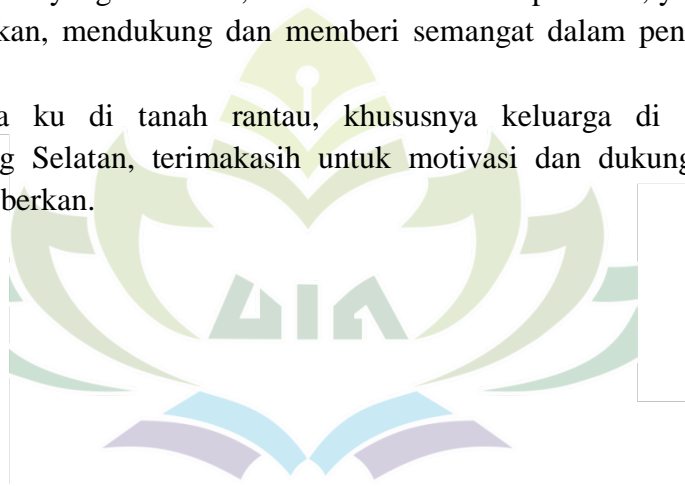 kan, mendukung dan memberi semangat dalam pen
a ku di tanah rantau, khususnya keluarga di
g Selatan, terimakasih untuk motivasi dan dukung
berkan.
UIN